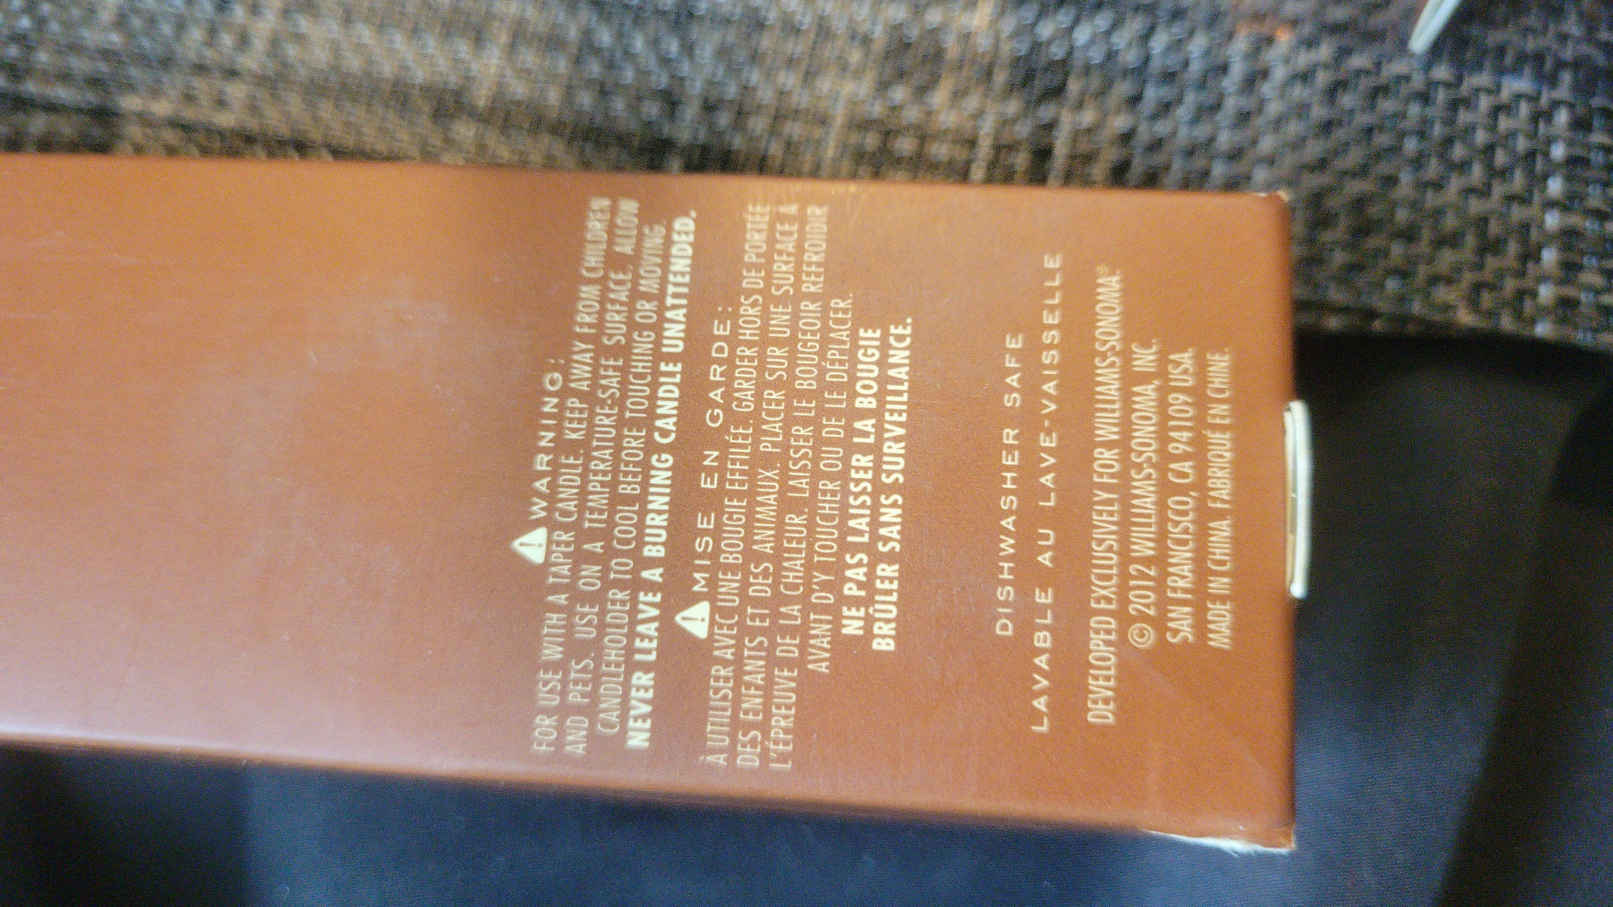 ⚠ WARNING:
FOR USE WITH A TAPER CANDLE. KEEP AWAY FROM CHILDREN
AND PETS. USE ON A TEMPERATURE-SAFE SURFACE. ALLOW
CANDLEHOLDER TO COOL BEFORE TOUCHING OR MOVING.
NEVER LEAVE A BURNING CANDLE UNATTENDED.
⚠ MISE EN GARDE:
À UTILISER AVEC UNE BOUGIE EFFILÉE. GARDER HORS DE PORTÉE
DES ENFANTS ET DES ANIMAUX. PLACER SUR UNE SURFACE À
L'ÉPREUVE DE LA CHALEUR. LAISSER LE BOUGEOIR REFROIDIR
AVANT D'Y TOUCHER OU DE LE DÉPLACER.
NE PAS LAISSER LA BOUGIE
BRÛLER SANS SURVEILLANCE.
DISHWASHER SAFE
LAVABLE AU LAVE-VAISSELLE
DEVELOPED EXCLUSIVELY FOR WILLIAMS-SONOMA®.
© 2012 WILLIAMS-SONOMA, INC.
SAN FRANCISCO, CA 94109 USA.
MADE IN CHINA. FABRIQUÉ EN CHINE.